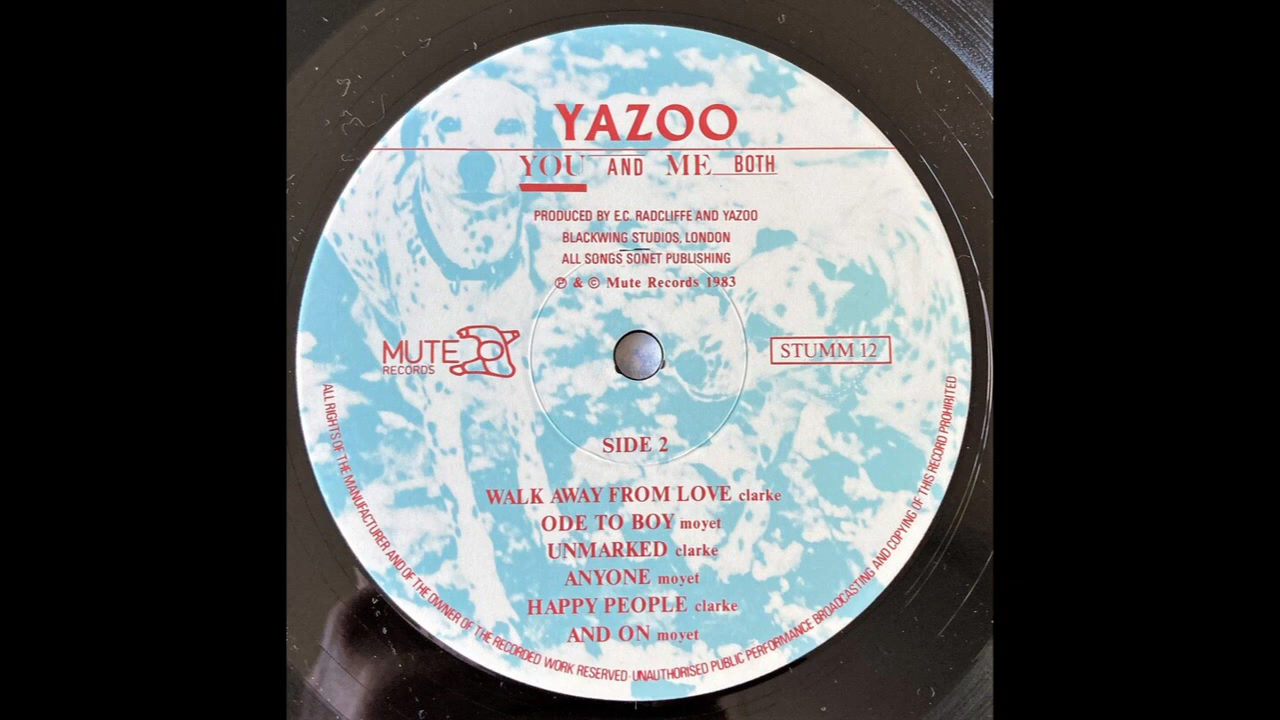 YAZOO
YOU AND ME BOTH
PRODUCED BY E.C. RADCLIFFE AND YAZOO
BLACKWING STUDIOS, LONDON
ALL SONGS SONET PUBLISHING
℗ & © Mute Records 1983
MUTE
RECORDS
STUMM 12
SIDE 2
WALK AWAY FROM LOVE clarke
ODE TO BOY moyet
UNMARKED clarke
ANYONE moyet
HAPPY PEOPLE clarke
AND ON moyet
ALL RIGHTS OF THE MANUFACTURER AND OF THE OWNER OF THE RECORDED WORK RESERVED · UNAUTHORISED PUBLIC PERFORMANCE BROADCASTING AND COPYING OF THIS RECORD PROHIBITED